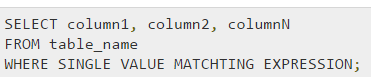 SELECT column1, column2, columnN
FROM table_name
WHERE SINGLE VALUE MATCHTING EXPRESSION;